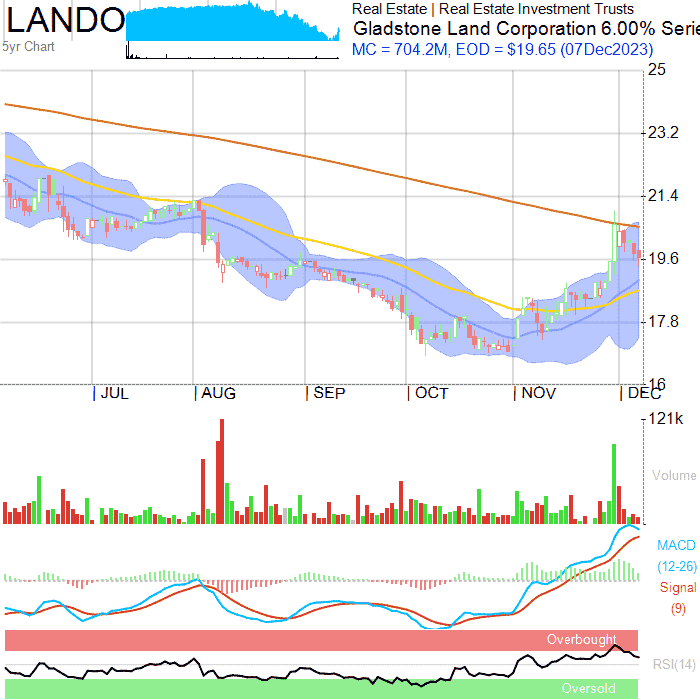 LANDO
5yr Chart
Real Estate | Real Estate Investment Trusts
Gladstone Land Corporation 6.00% Serie
MC = 704.2M, EOD = $19.65 (07Dec2023)
25
23.2
21.4
19.6
17.8
16
JUL AUG SEP OCT NOV DEC
121k
Volume
MACD
(12-26)
Signal
(9)
Overbought
RSI(14)
Oversold